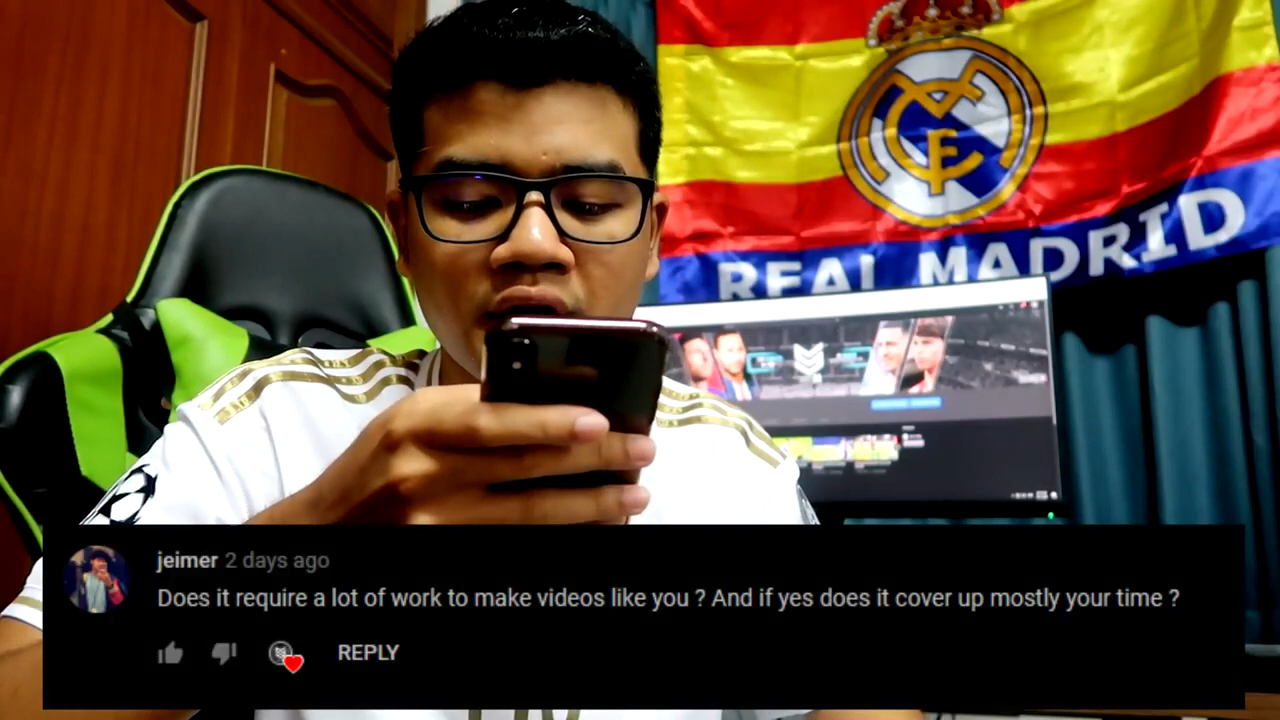 REAL MADRID
jeimer 2 days ago
Does it require a lot of work to make videos like you ? And if yes does it cover up mostly your time ?
REPLY